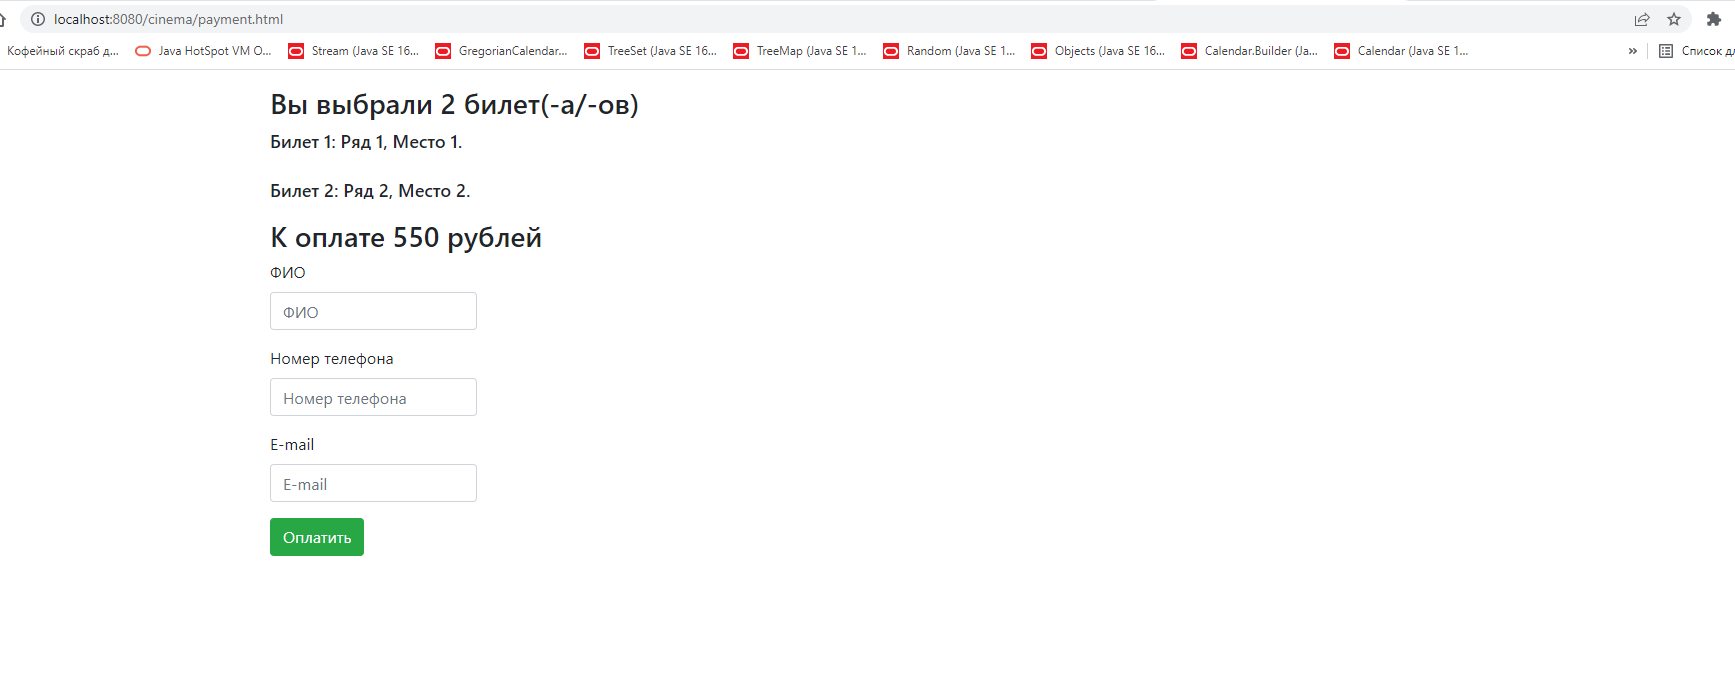 localhost:8080/cinema/payment.html
Кофейный скраб д... Java HotSpot VM O... Stream (Java SE 16... GregorianCalendar... TreeSet (Java SE 16... TreeMap (Java SE 1... Random (Java SE 1... Objects (Java SE 16... Calendar.Builder (Ja... Calendar (Java SE 1... » Список дл
Вы выбрали 2 билет(-а/-ов)
Билет 1: Ряд 1, Место 1.
Билет 2: Ряд 2, Место 2.
К оплате 550 рублей
ФИО
ФИО
Номер телефона
Номер телефона
E-mail
E-mail
Оплатить